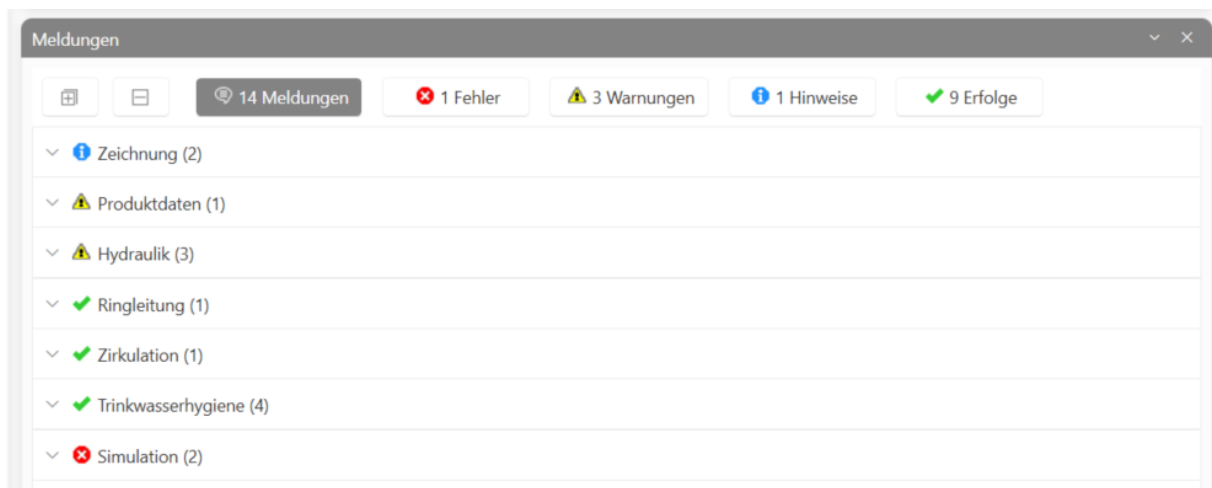 Meldungen
14 Meldungen 1 Fehler 3 Warnungen 1 Hinweise 9 Erfolge
Zeichnung (2)
Produktdaten (1)
Hydraulik (3)
Ringleitung (1)
Zirkulation (1)
Trinkwasserhygiene (4)
Simulation (2)